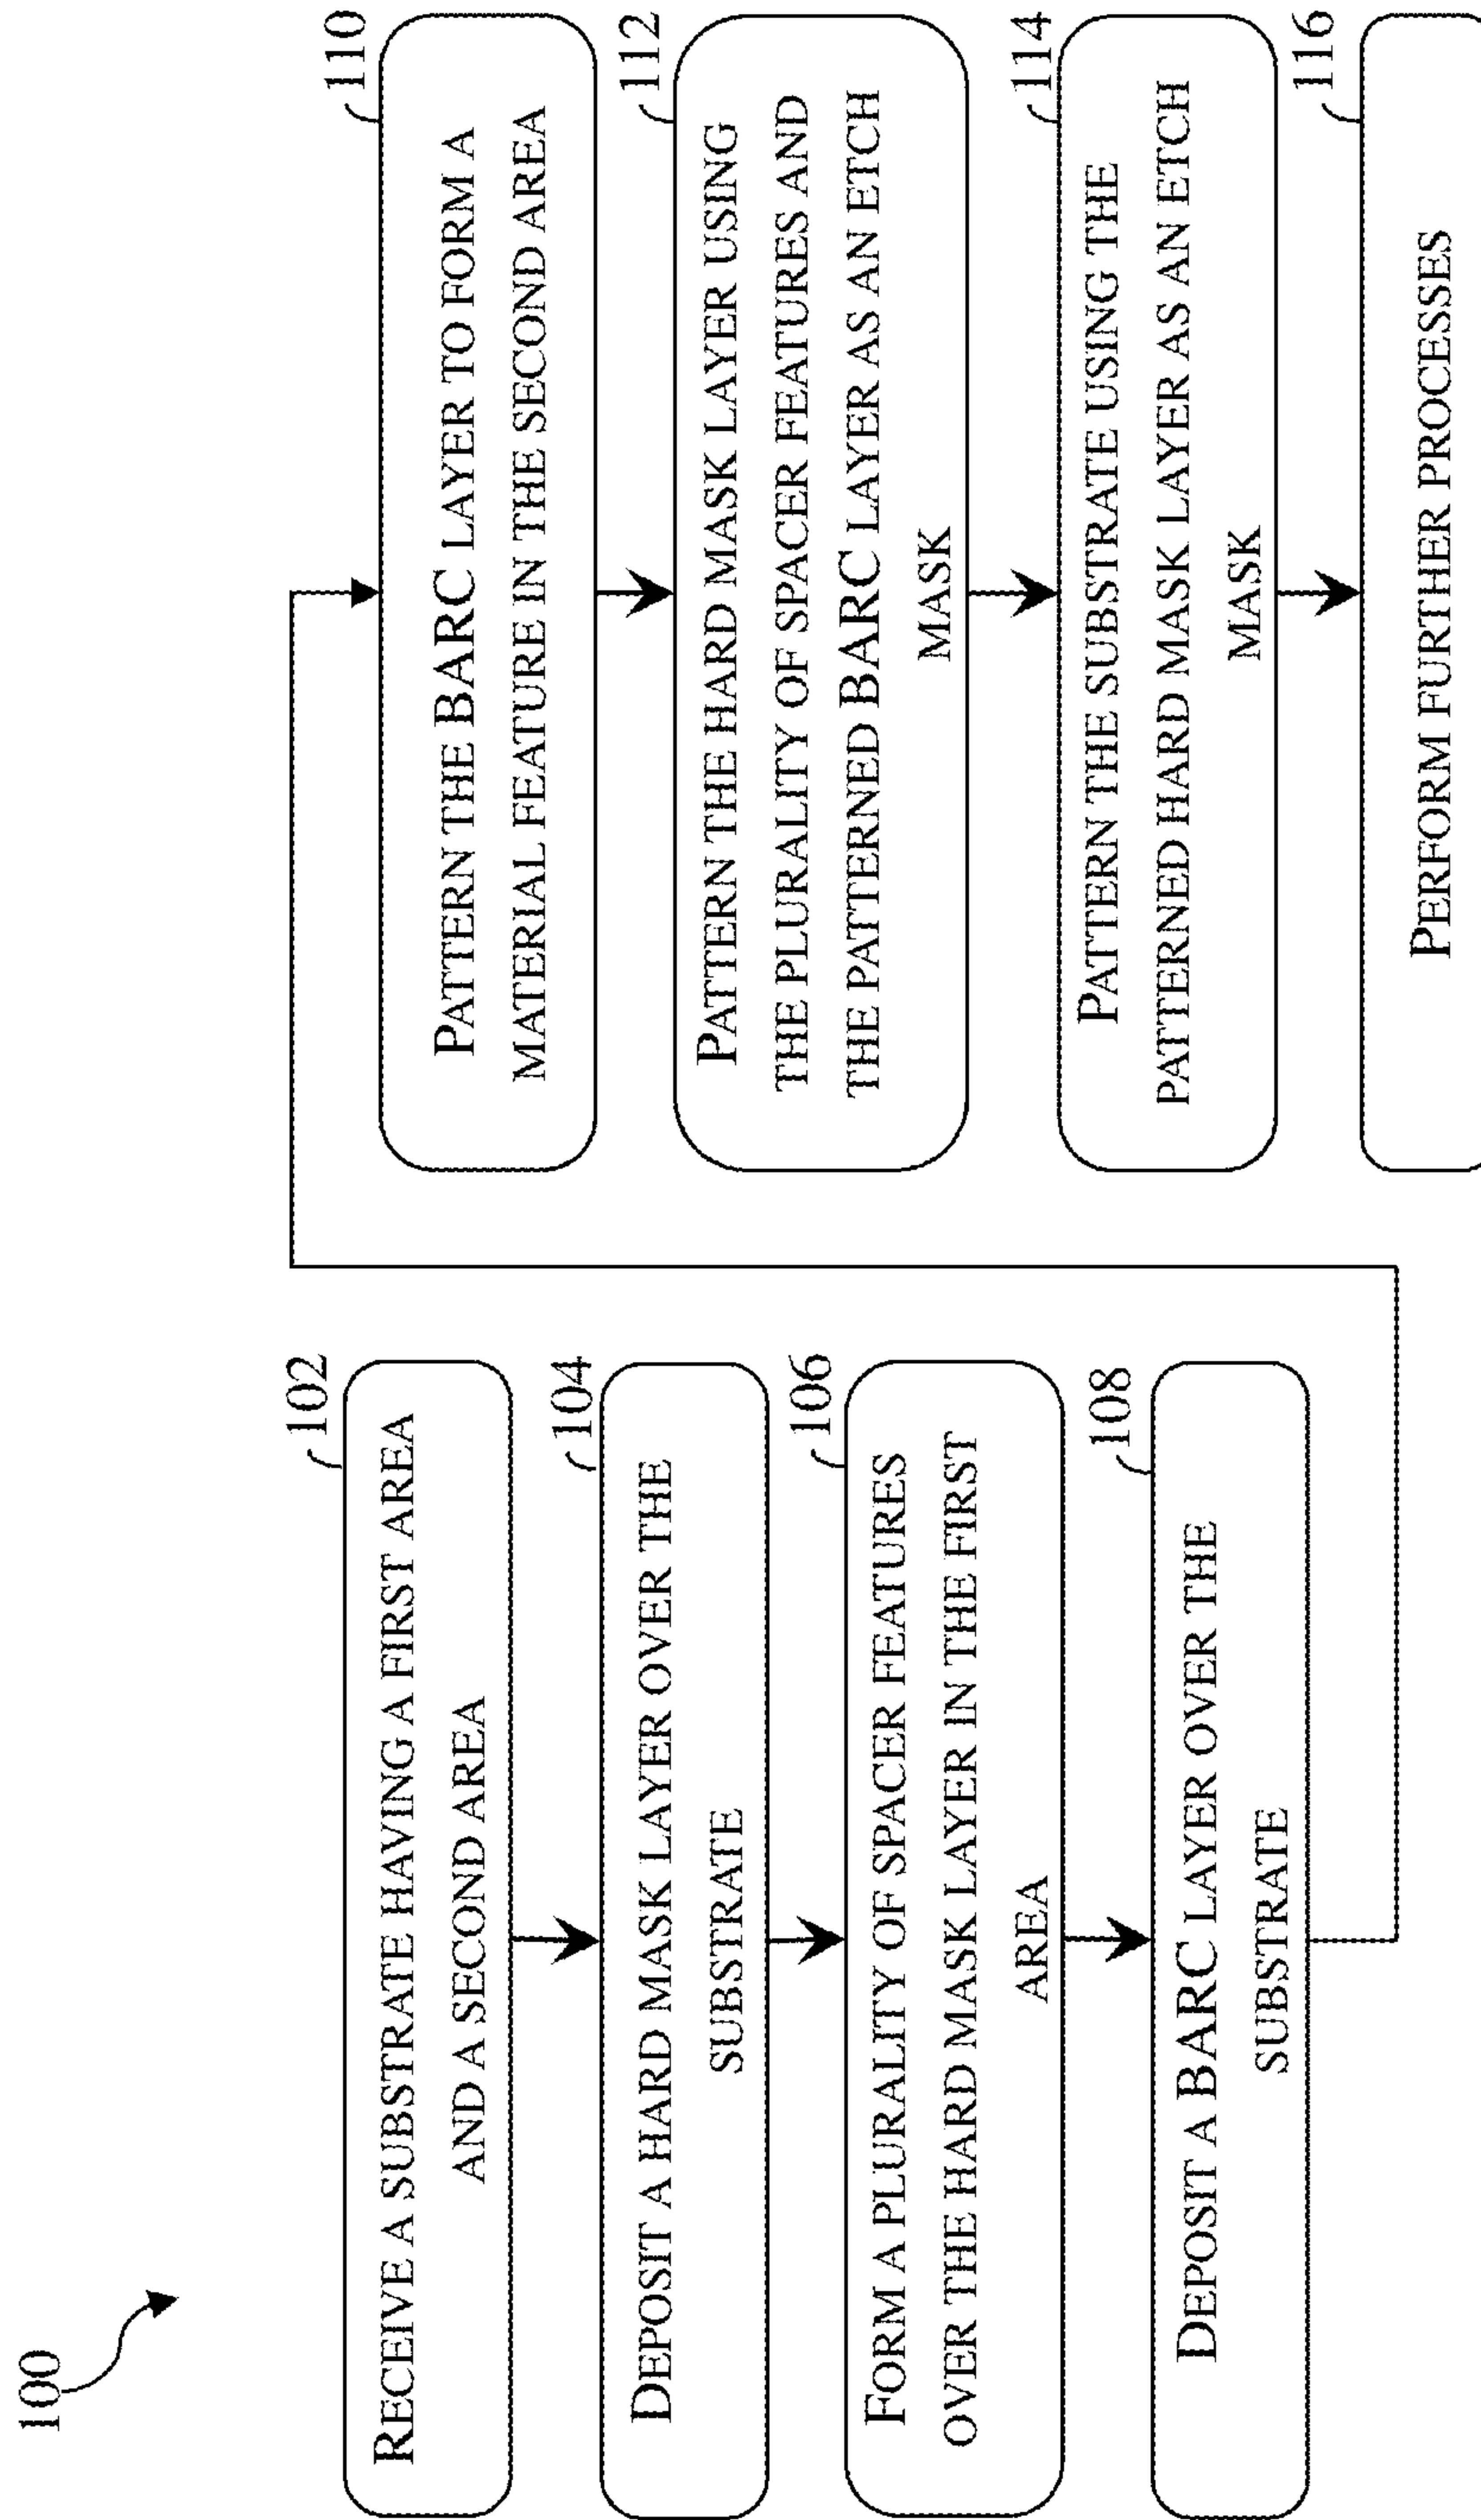 100
102
RECEIVE A SUBSTRATE HAVING A FIRST AREA
AND A SECOND AREA
104
DEPOSIT A HARD MASK LAYER OVER THE
SUBSTRATE
106
FORM A PLURALITY OF SPACER FEATURES
OVER THE HARD MASK LAYER IN THE FIRST
AREA
108
DEPOSIT A BARC LAYER OVER THE
SUBSTRATE
110
PATTERN THE BARC LAYER TO FORM A
MATERIAL FEATURE IN THE SECOND AREA
112
PATTERN THE HARD MASK LAYER USING
THE PLURALITY OF SPACER FEATURES AND
THE PATTERNED BARC LAYER AS AN ETCH
MASK
114
PATTERN THE SUBSTRATE USING THE
PATTERNED HARD MASK LAYER AS AN ETCH
MASK
116
PERFORM FURTHER PROCESSES